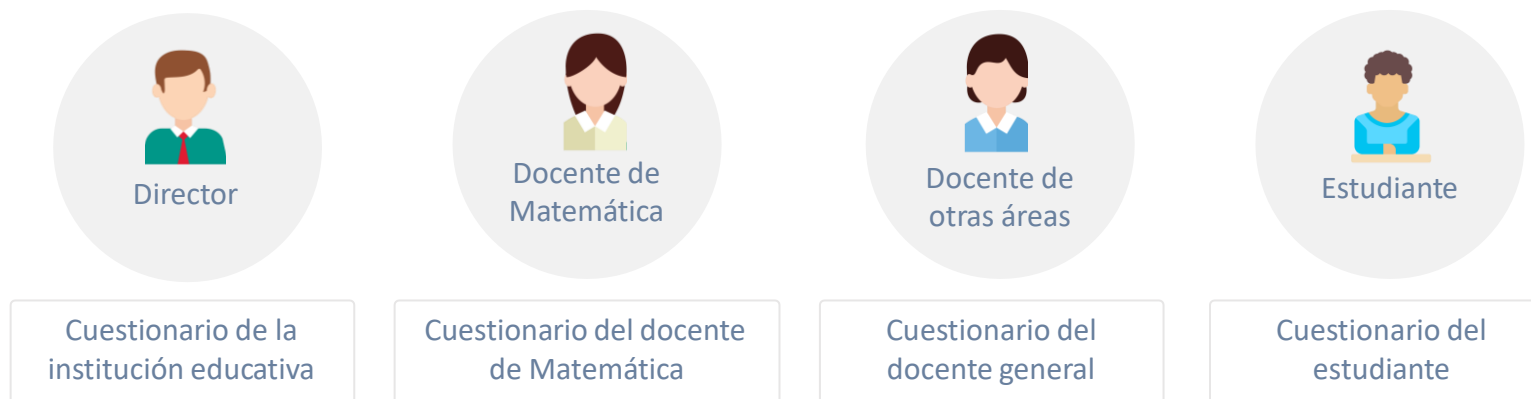 Director
Docente de
Matemática
Docente de
otras áreas
Estudiante
Cuestionario de la
institución educativa
Cuestionario del docente
de Matemática
Cuestionario del
docente general
Cuestionario del
estudiante